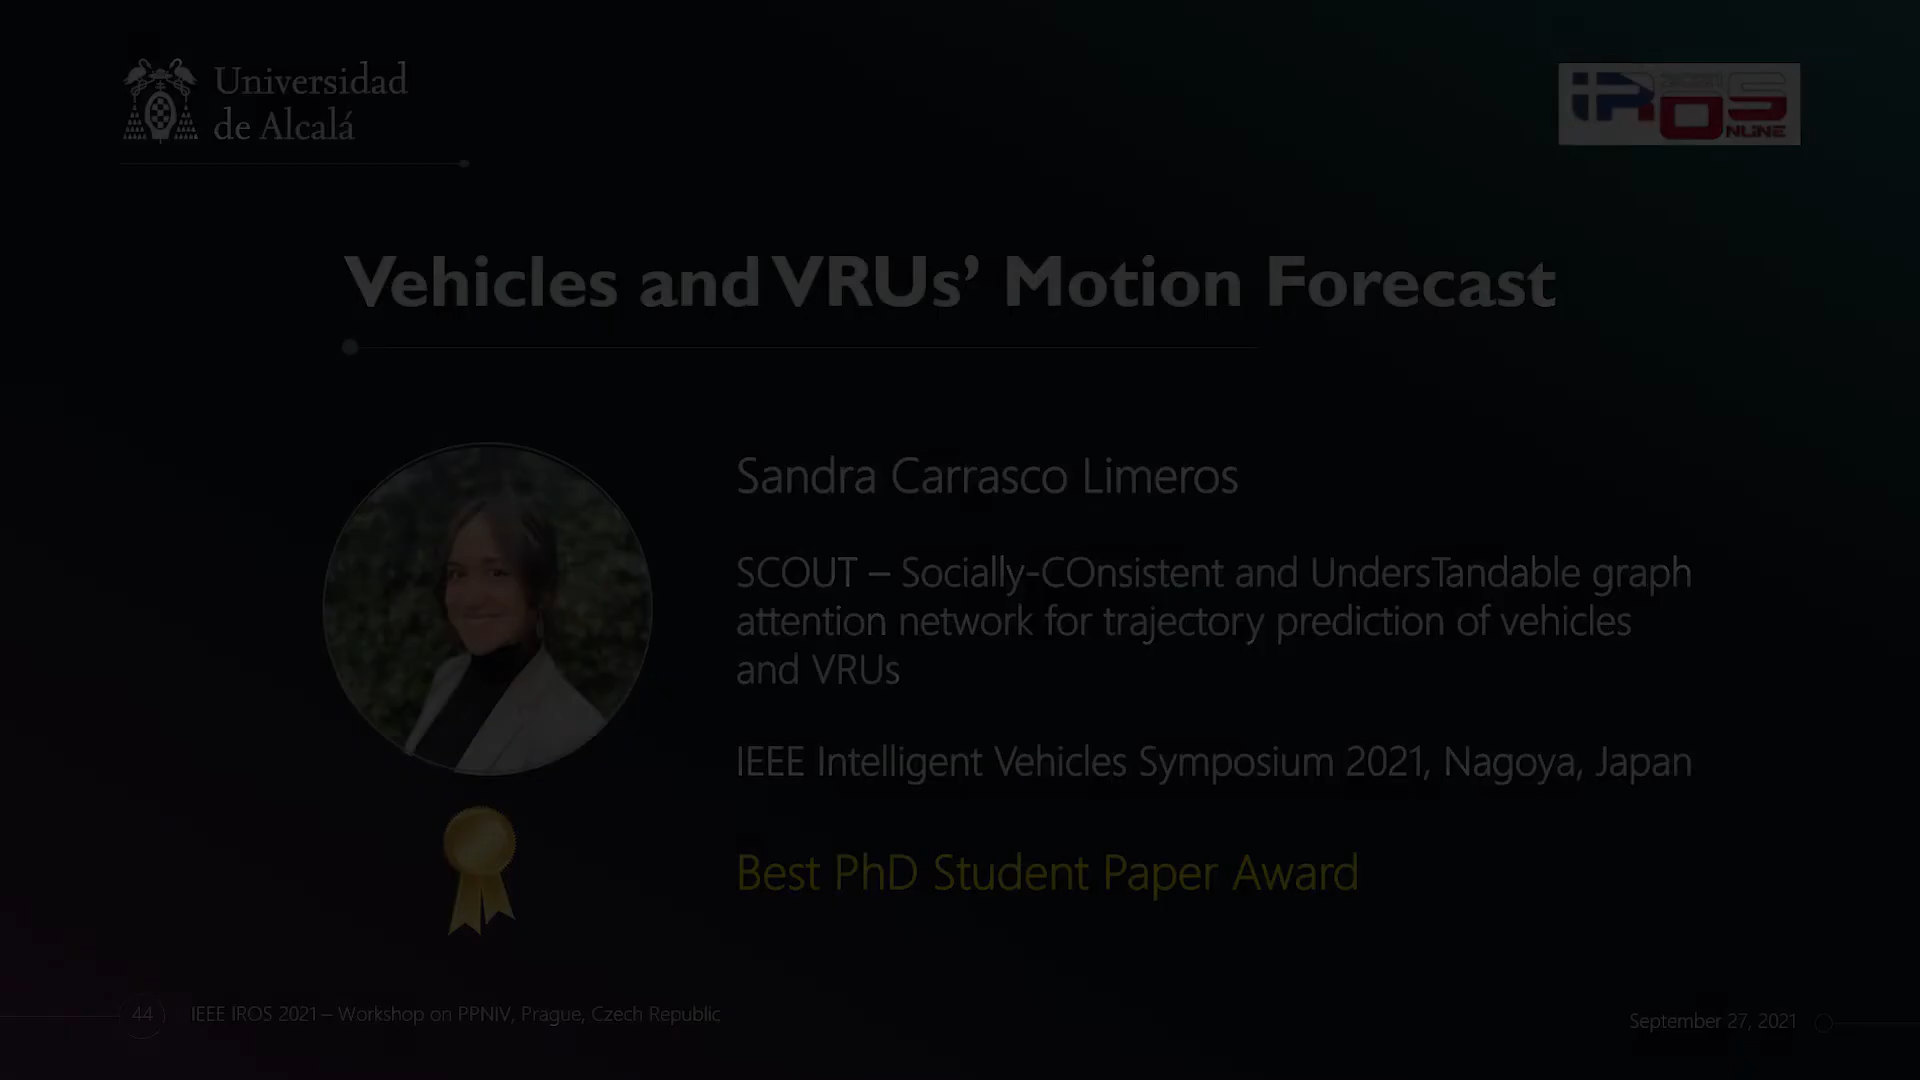 Universidad
de Alcalá
iROS
ONLINE
Vehicles and VRUs’ Motion Forecast
Sandra Carrasco Limeros
SCOUT – Socially-COnsistent and UndersTandable graph
attention network for trajectory prediction of vehicles
and VRUs
IEEE Intelligent Vehicles Symposium 2021, Nagoya, Japan
Best PhD Student Paper Award
44
IEEE IROS 2021 – Workshop on PPNIV, Prague, Czech Republic
September 27, 2021